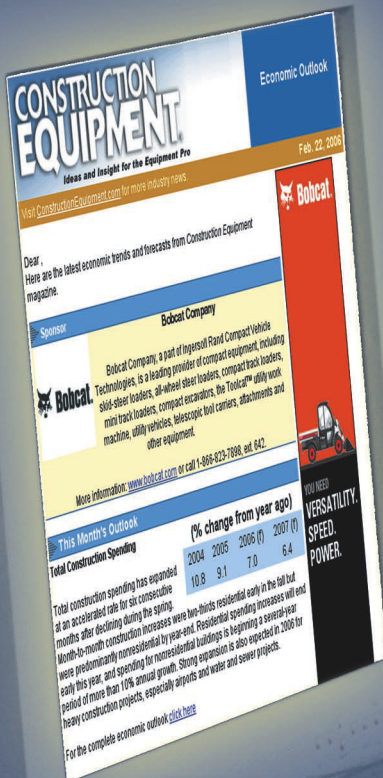 CONSTRUCTION
EQUIPMENT
Ideas and Insight for the Equipment Pro
Economic Outlook
Feb. 22, 2006
Visit ConstructionEquipment.com for more industry news.
Bobcat.
Dear ,
Here are the latest economic trends and forecasts from Construction Equipment
magazine.
Sponsor
Bobcat Company
Bobcat.
Bobcat Company, a part of Ingersoll Rand Compact Vehicle
Technologies, is a leading provider of compact equipment, including
skid-steer loaders, all-wheel steer loaders, compact track loaders,
mini track loaders, compact excavators, the Toolcat™ utility work
machine, utility vehicles, telescopic tool carriers, attachments and
other equipment.
More information: www.bobcat.com or call 1-866-823-7898, ext. 642.
YOU NEED
VERSATILITY.
SPEED.
POWER.
This Month's Outlook
Total Construction Spending
(% change from year ago)
2004 2005 2006 (f) 2007 (f)
10.8 9.1 7.0 6.4
Total construction spending has expanded
at an accelerated rate for six consecutive
months after declining during the spring.
Month-to-month construction increases were two-thirds residential early in the fall but
were predominantly nonresidential by year-end. Residential spending increases will end
early this year, and spending for nonresidential buildings is beginning a several-year
period of more than 10% annual growth. Strong expansion is also expected in 2006 for
heavy construction projects, especially airports and water and sewer projects.
For the complete economic outlook click here